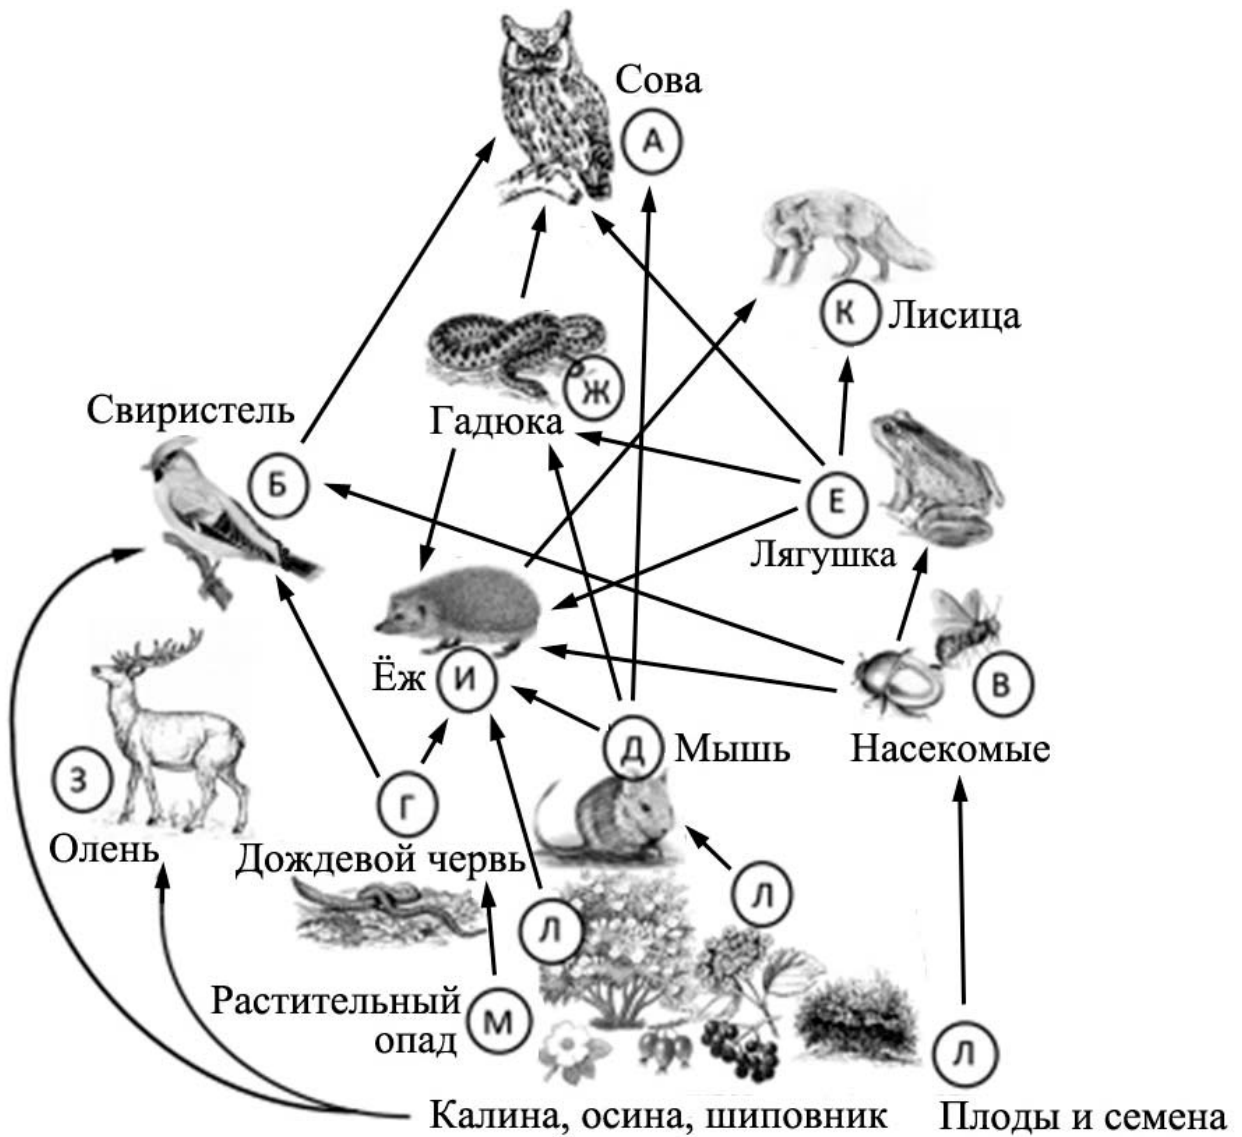 Сова
А
К Лисица
Ж
Гадюка
Свиристель
Б
Е
Лягушка
Ёж И
В
Д Мышь
Насекомые
З
Олень
Г
Дождевой червь
Л
Л
Растительный
опад
М
Л
Калина, осина, шиповник
Плоды и семена